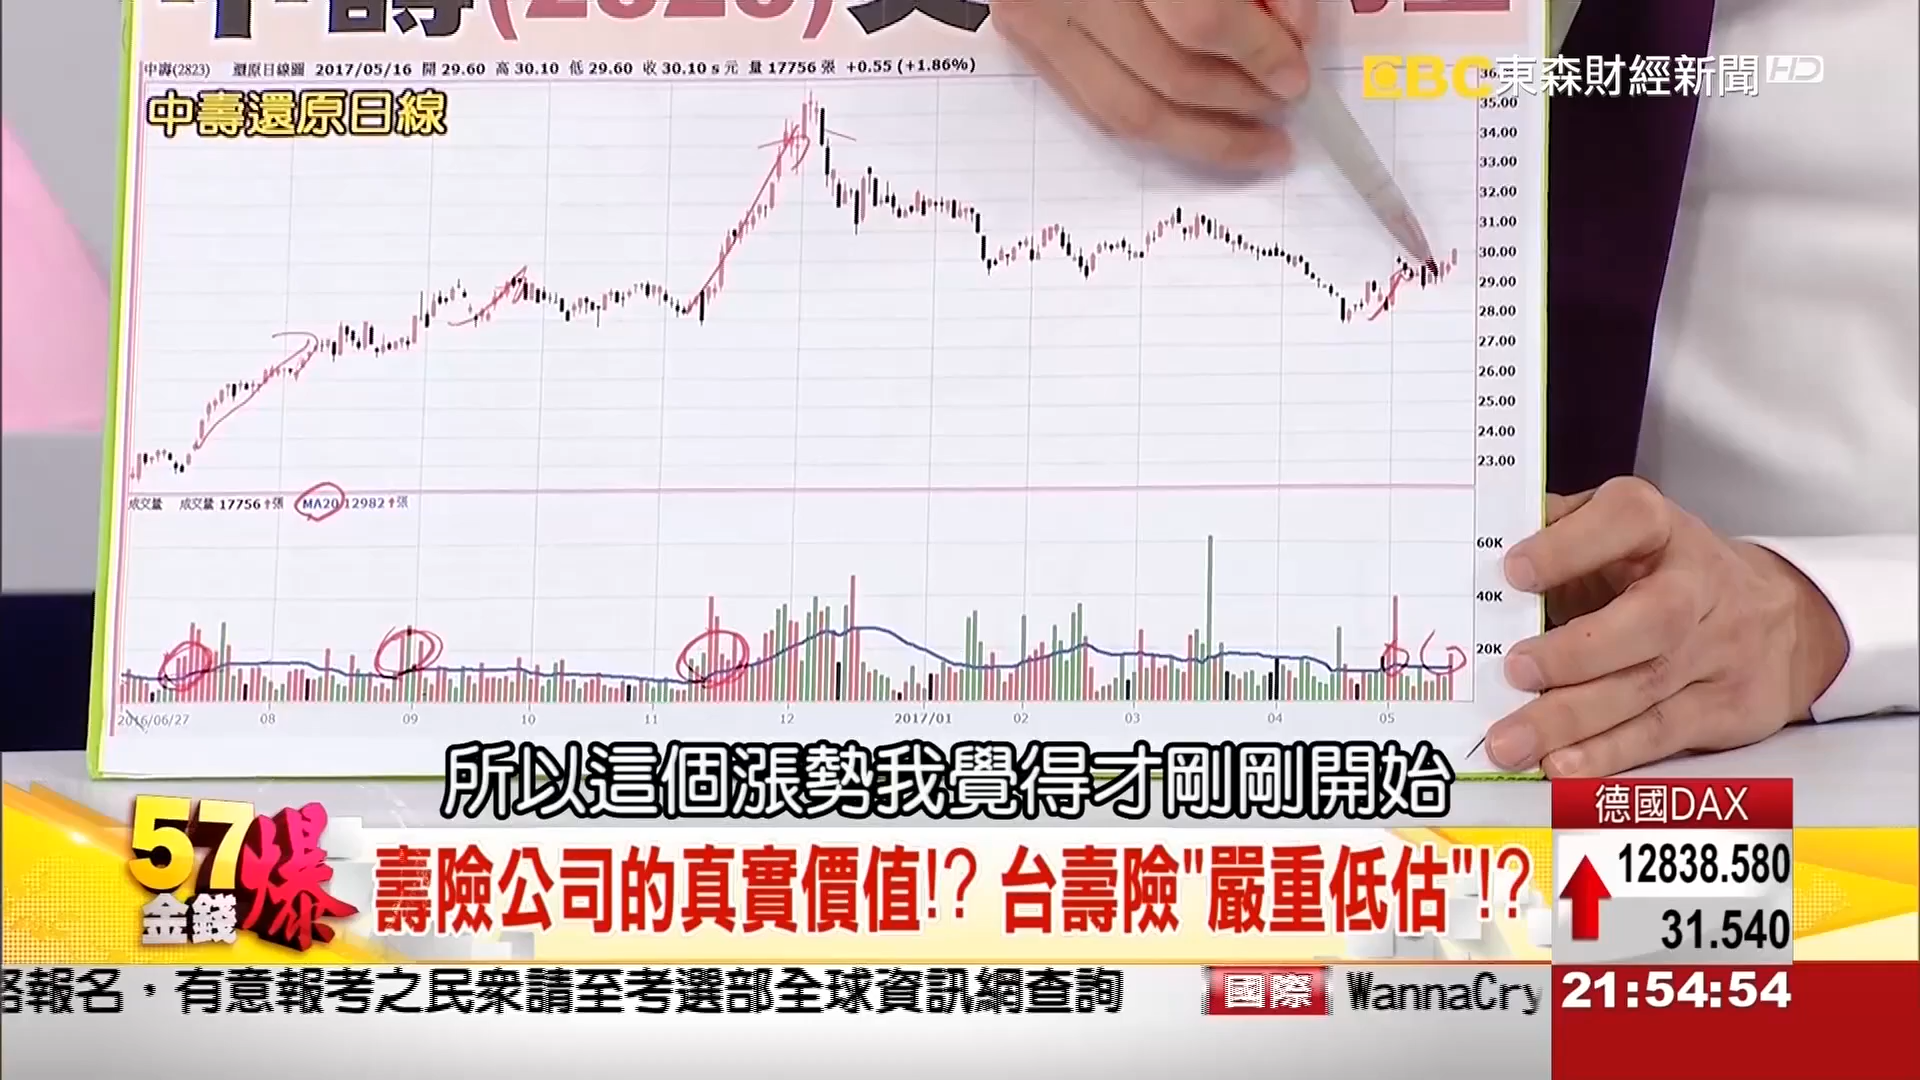 中壽(2823)
中壽(2823) 還原日線圖 2017/05/16 開 29.60 高 30.10 低 29.60 收 30.10 s 元 量 17756 張 +0.55 (+1.86%)
EBC 東森財經新聞 HD
中壽還原日線
36
35.00
34.00
33.00
32.00
31.00
30.00
29.00
28.00
27.00
26.00
25.00
24.00
23.00
成交量 成交量 17756↑張 MA20 12982↑張
60K
40K
20K
2016/06/27 08 09 10 11 12 2017/01 02 03 04 05
所以這個漲勢我覺得才剛剛開始
57金錢爆
壽險公司的真實價值!? 台壽險"嚴重低估"!?
德國DAX
12838.580
31.540
報名，有意報考之民眾請至考選部全球資訊網查詢 國際 WannaCry
21:54:54